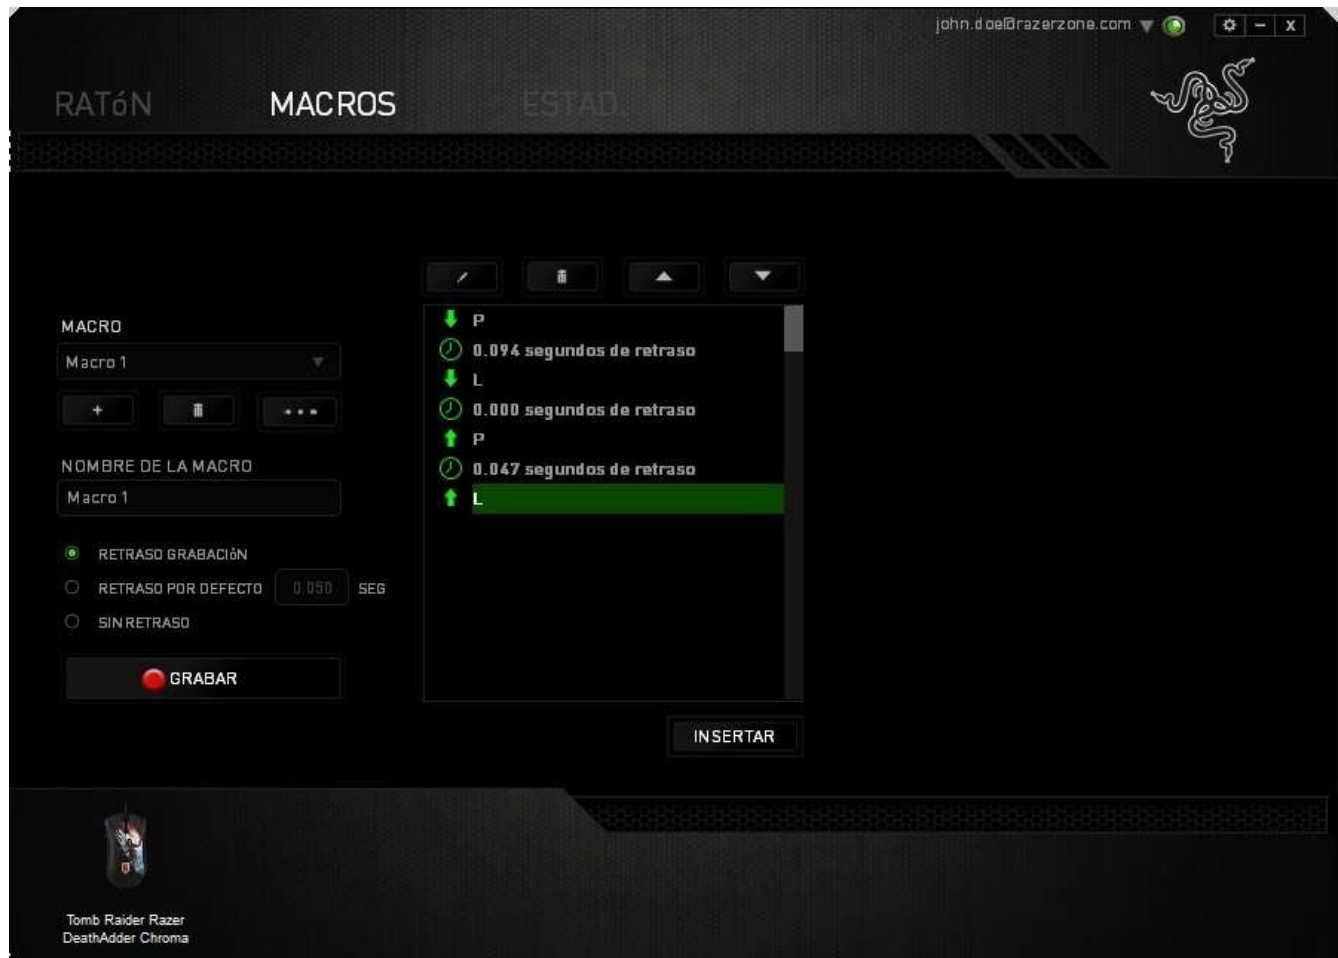 john.doe@razerzone.com
X
RATóN
MACROS
ESTAD.
MACRO
Macro 1
NOMBRE DE LA MACRO
Macro 1
RETRASO GRABACIóN
RETRASO POR DEFECTO 0.050 SEG
SIN RETRASO
GRABAR
P
0.094 segundos de retraso
L
0.000 segundos de retraso
P
0.047 segundos de retraso
L
INSERTAR
Tomb Raider Razer
DeathAdder Chroma